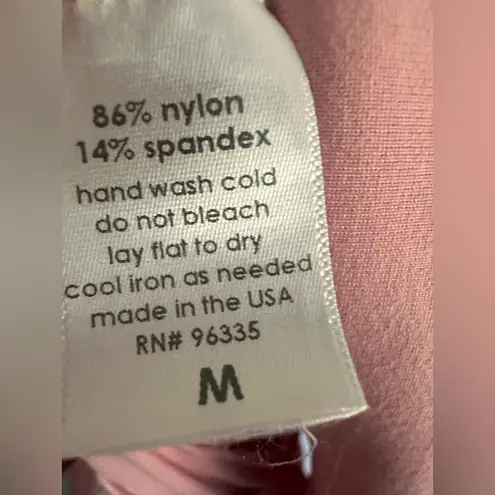 86% nylon
14% spandex
hand wash cold
do not bleach
lay flat to dry
cool iron as needed
made in the USA
RN# 96335
M